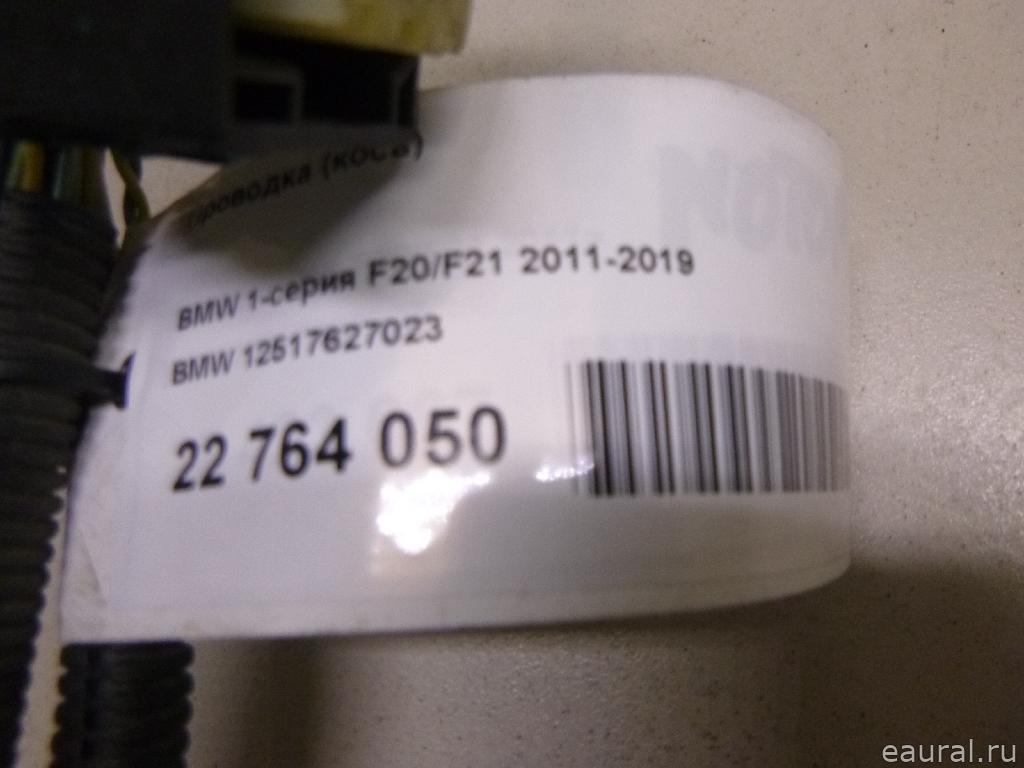 Проводка (коса)
BMW 1-серия F20/F21 2011-2019
BMW 12517627023
22 764 050
eaural.ru